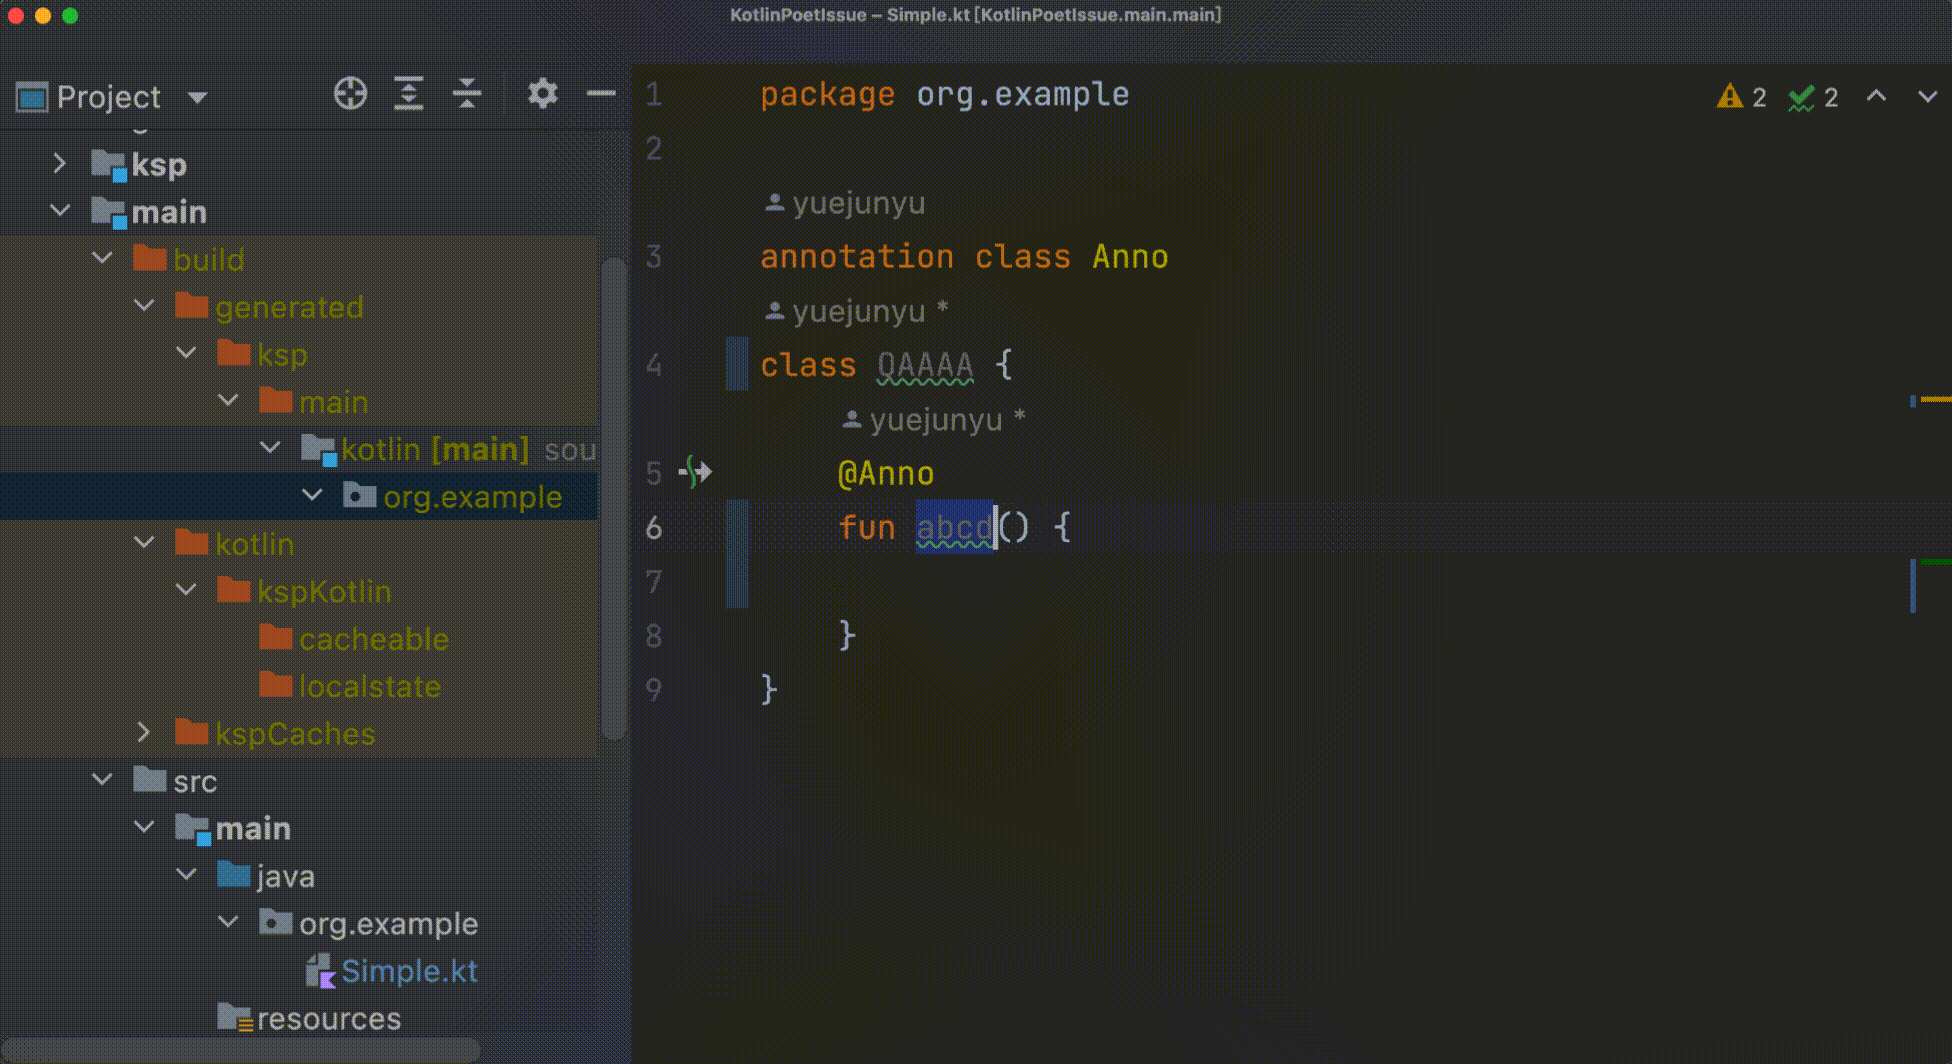 KotlinPoetIssue – Simple.kt [KotlinPoetIssue.main.main]
Project
ksp
main
build
generated
ksp
main
kotlin [main] sou
org.example
kotlin
kspKotlin
cacheable
localstate
kspCaches
src
main
java
org.example
Simple.kt
resources
2 2
1 package org.example
2
yuejunyu
3 annotation class Anno
yuejunyu *
4 class QAAAA {
yuejunyu *
5 @Anno
6 fun abcd() {
7
8 }
9 }